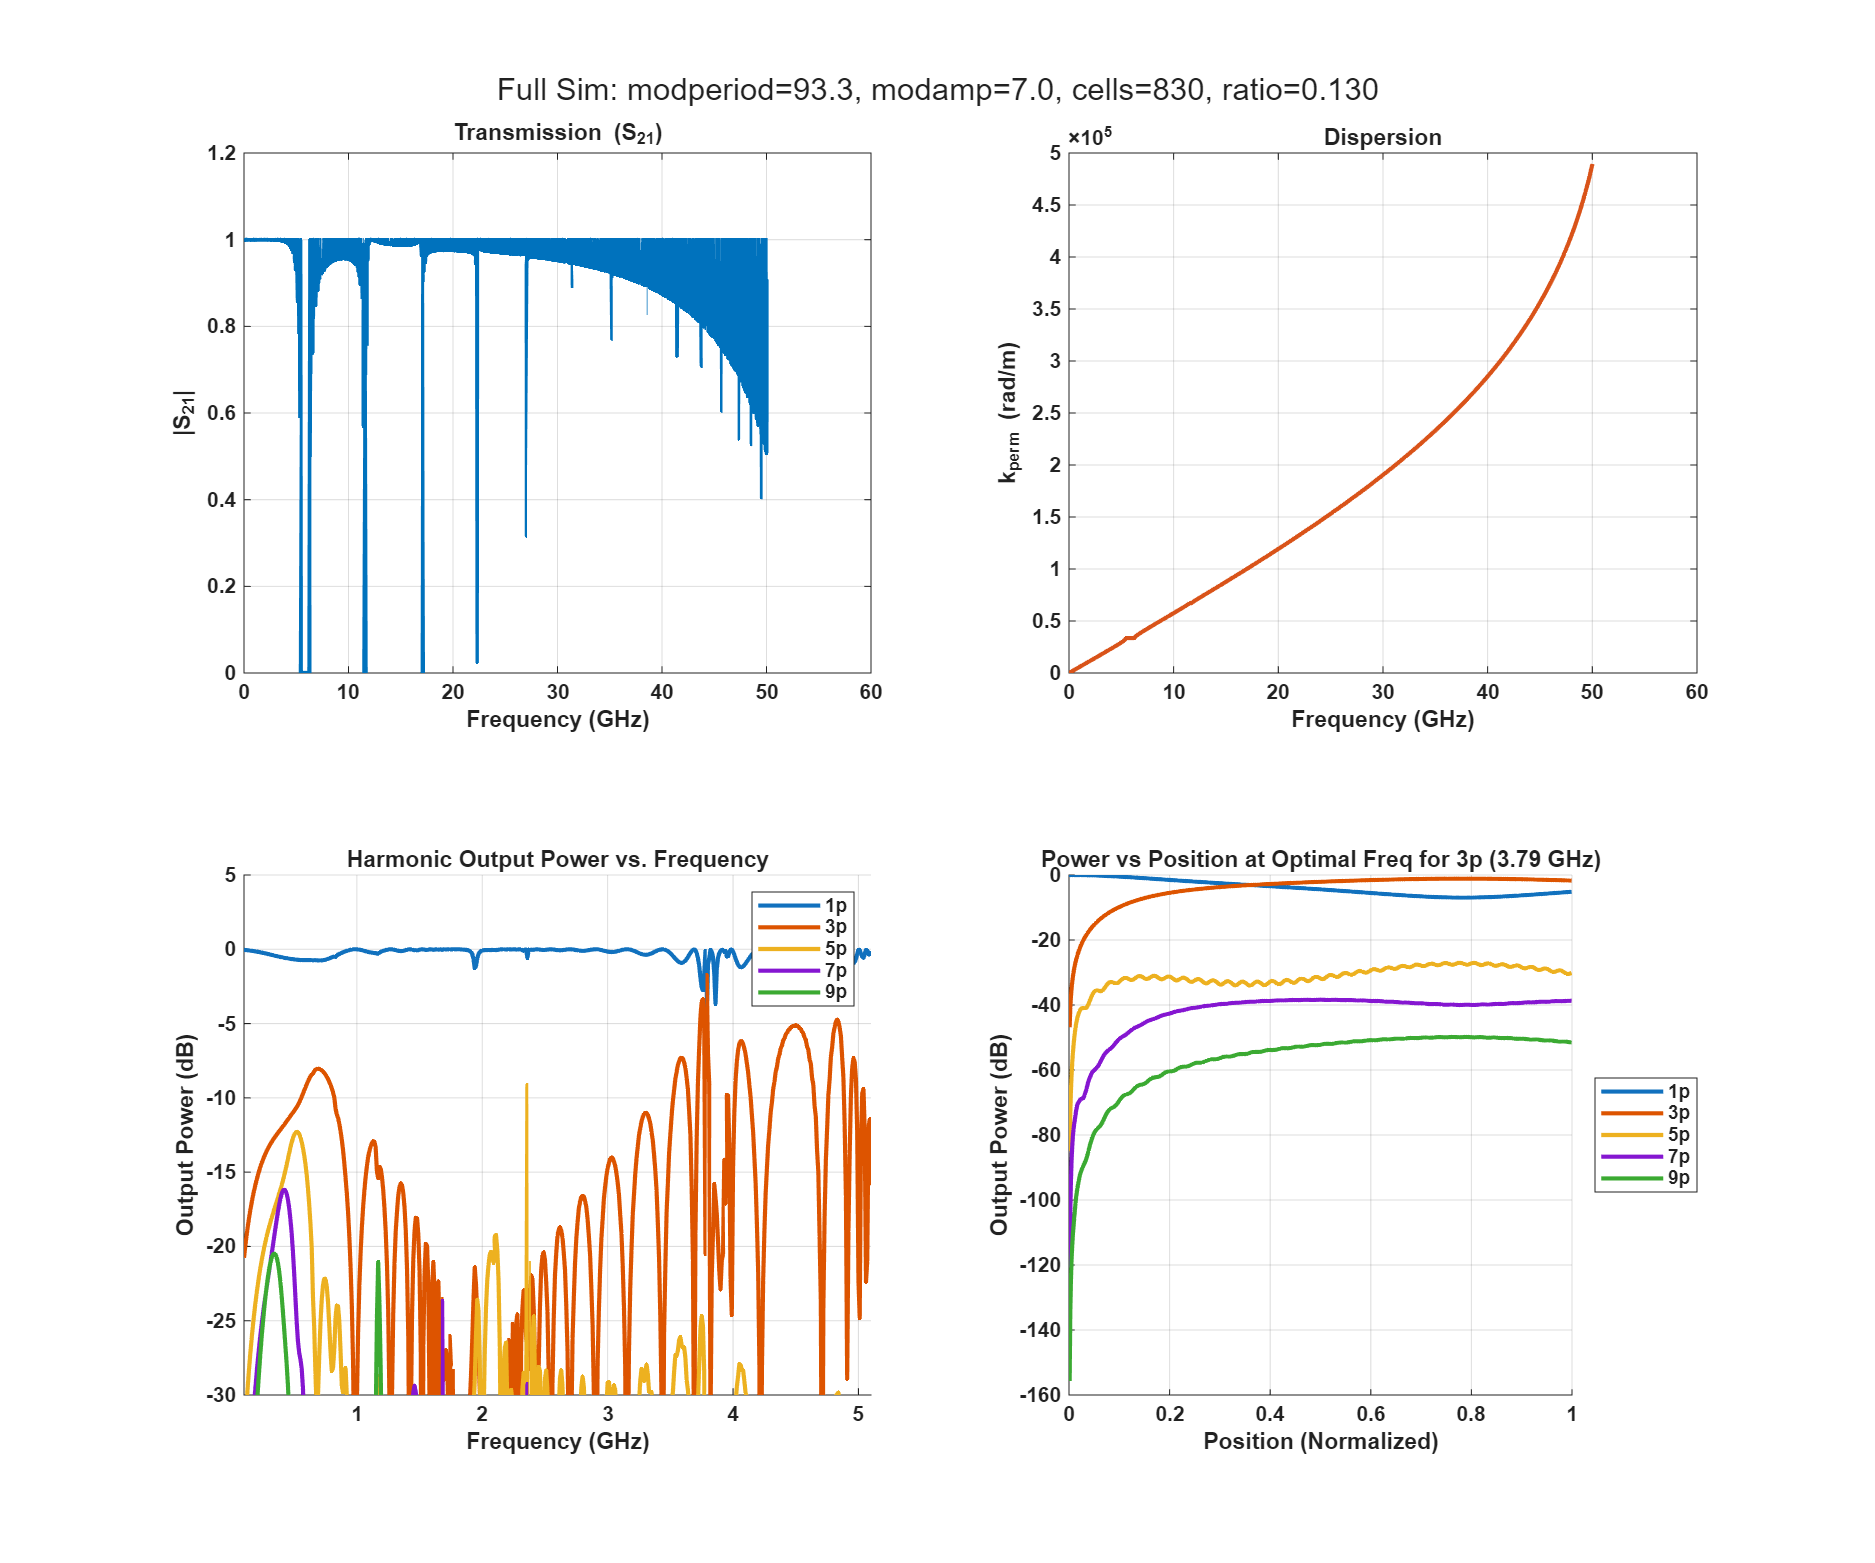 Full Sim: modperiod=93.3, modamp=7.0, cells=830, ratio=0.130
Transmission (S21)
1.2
1
0.8
0.6
0.4
0.2
0
|S21|
0 10 20 30 40 50 60
Frequency (GHz)
×10^5
Dispersion
5
4.5
4
3.5
3
2.5
2
1.5
1
0.5
0
kperm (rad/m)
0 10 20 30 40 50 60
Frequency (GHz)
Harmonic Output Power vs. Frequency
5
0
-5
-10
-15
-20
-25
-30
Output Power (dB)
1 2 3 4 5
Frequency (GHz)
1p
3p
5p
7p
9p
Power vs Position at Optimal Freq for 3p (3.79 GHz)
0
-20
-40
-60
-80
-100
-120
-140
-160
Output Power (dB)
0 0.2 0.4 0.6 0.8 1
Position (Normalized)
1p
3p
5p
7p
9p